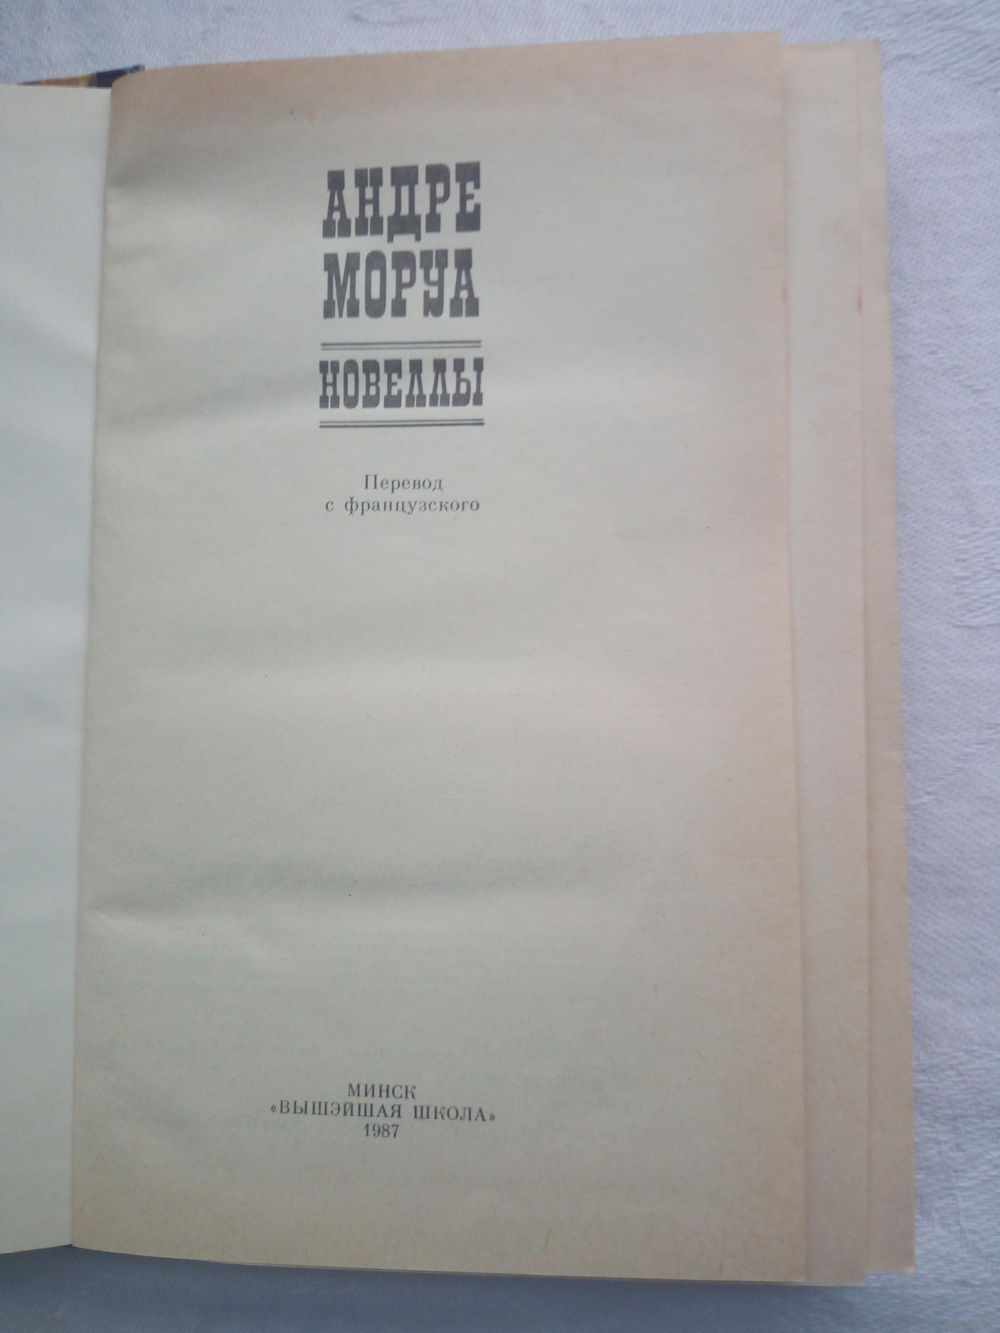 АНДРЕ
МОРУА
НОВЕЛЛЫ
Перевод
с французского
МИНСК
«ВЫШЭЙШАЯ ШКОЛА»
1987